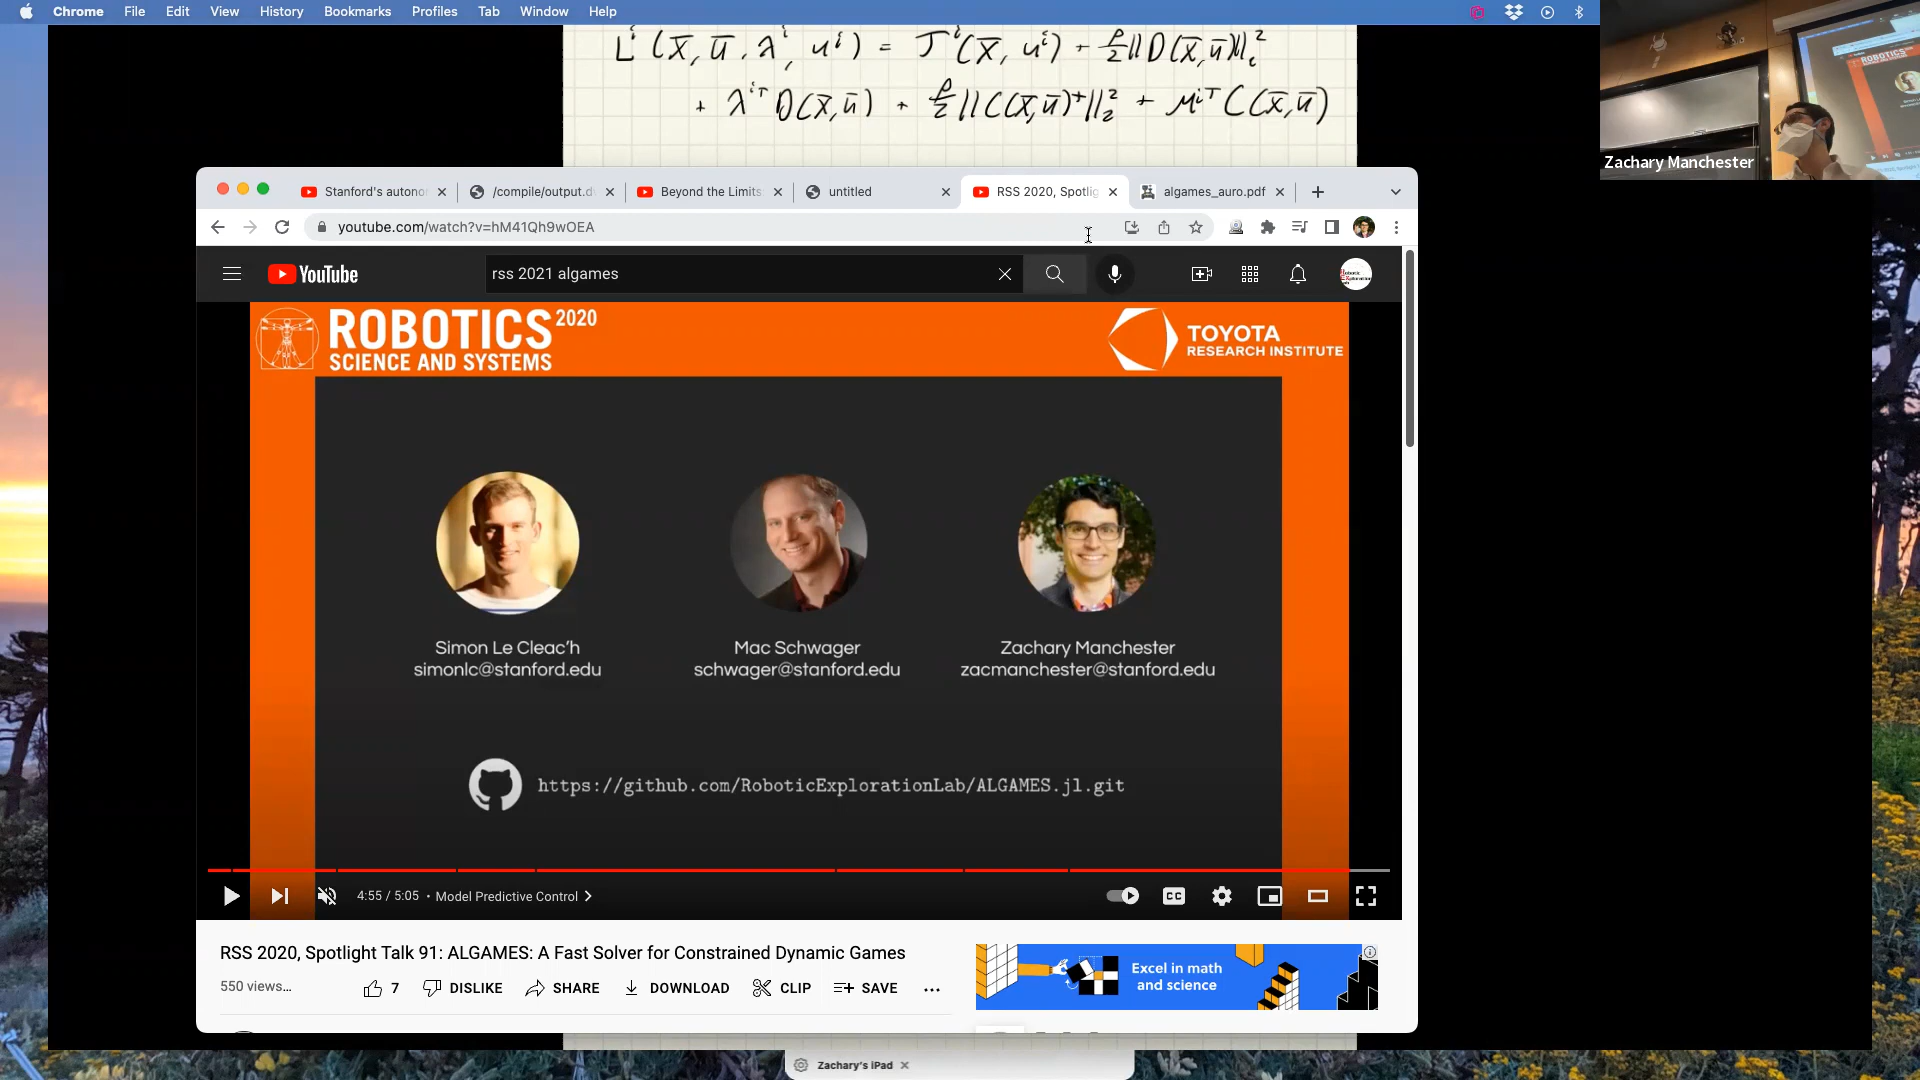 Chrome File Edit View History Bookmarks Profiles Tab Window Help
L^i (x̄, ū, λ^i, u^i) = J^i(x̄, u^i) + ρ/2 ||D(x̄,ū)||_2^2
+ λ^{iT} D(x̄,ū) + ρ/2 ||C(x̄,ū)^+||_2^2 + μ^{iT} C(x̄,ū)
Zachary Manchester
Stanford's autono
/compile/output.d
Beyond the Limits
untitled
RSS 2020, Spotlig
algames_auro.pdf
youtube.com/watch?v=hM41Qh9wOEA
YouTube
rss 2021 algames
ROBOTICS 2020
SCIENCE AND SYSTEMS
TOYOTA
RESEARCH INSTITUTE
Simon Le Cleac'h
simonlc@stanford.edu
Mac Schwager
schwager@stanford.edu
Zachary Manchester
zacmanchester@stanford.edu
https://github.com/RoboticExplorationLab/ALGAMES.jl.git
4:55 / 5:05 • Model Predictive Control
CC
RSS 2020, Spotlight Talk 91: ALGAMES: A Fast Solver for Constrained Dynamic Games
550 views...
7 DISLIKE SHARE DOWNLOAD CLIP SAVE ...
Excel in math
and science
Zachary's iPad